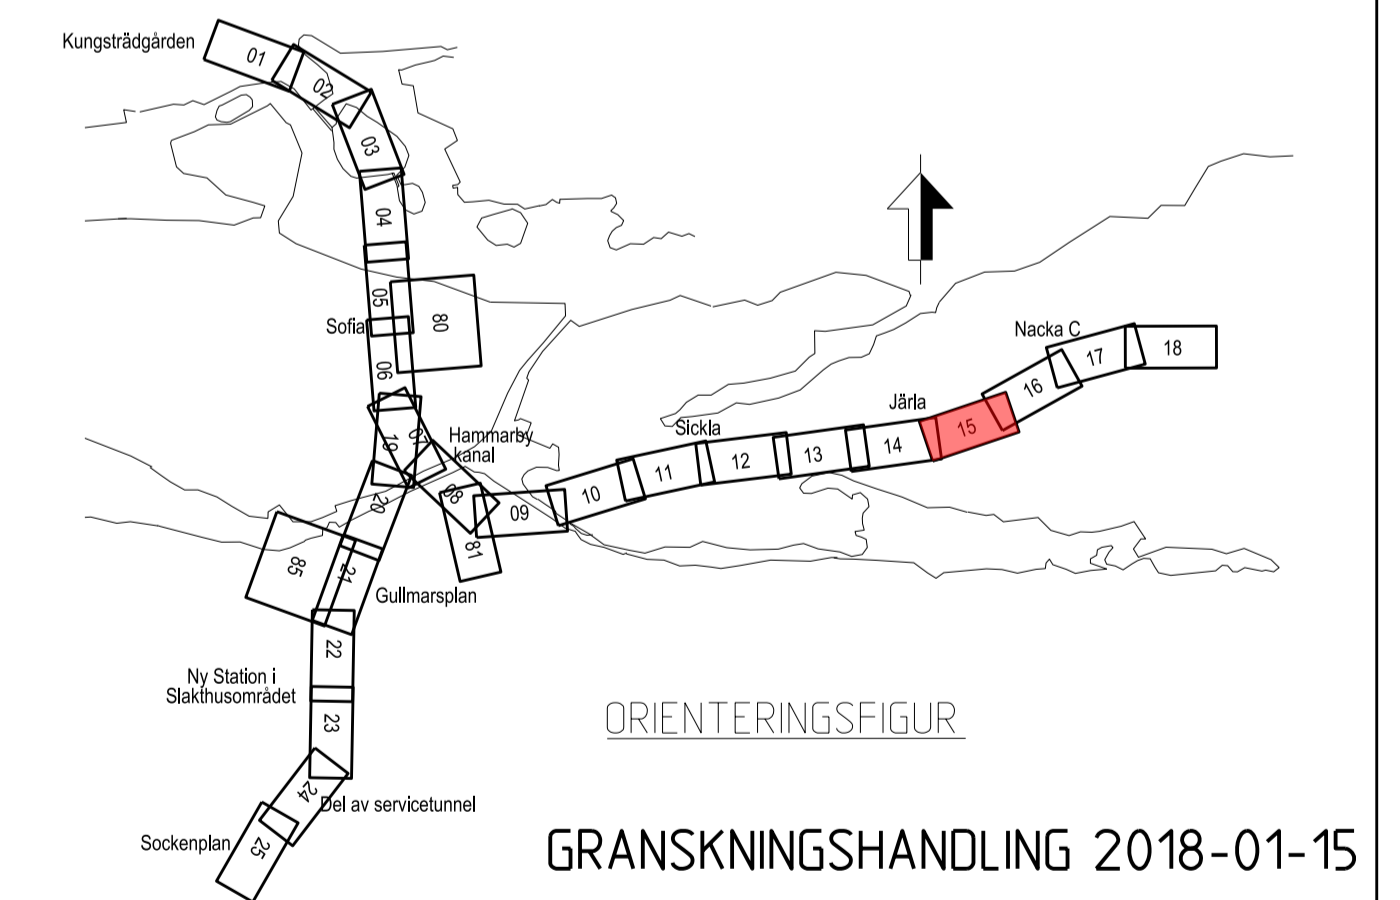 Kungsträdgården
01
02
03
04
05
Sofia
80
06
19
07
Hammarby
kanal
08
20
81
09
10
11
Sickla
12
13
Järla
14
15
16
Nacka C
17
18
85
21
Gullmarsplan
22
Ny Station i
Slakthusområdet
23
24
Del av servicetunnel
Sockenplan
25
ORIENTERINGSFIGUR
GRANSKNINGSHANDLING 2018-01-15